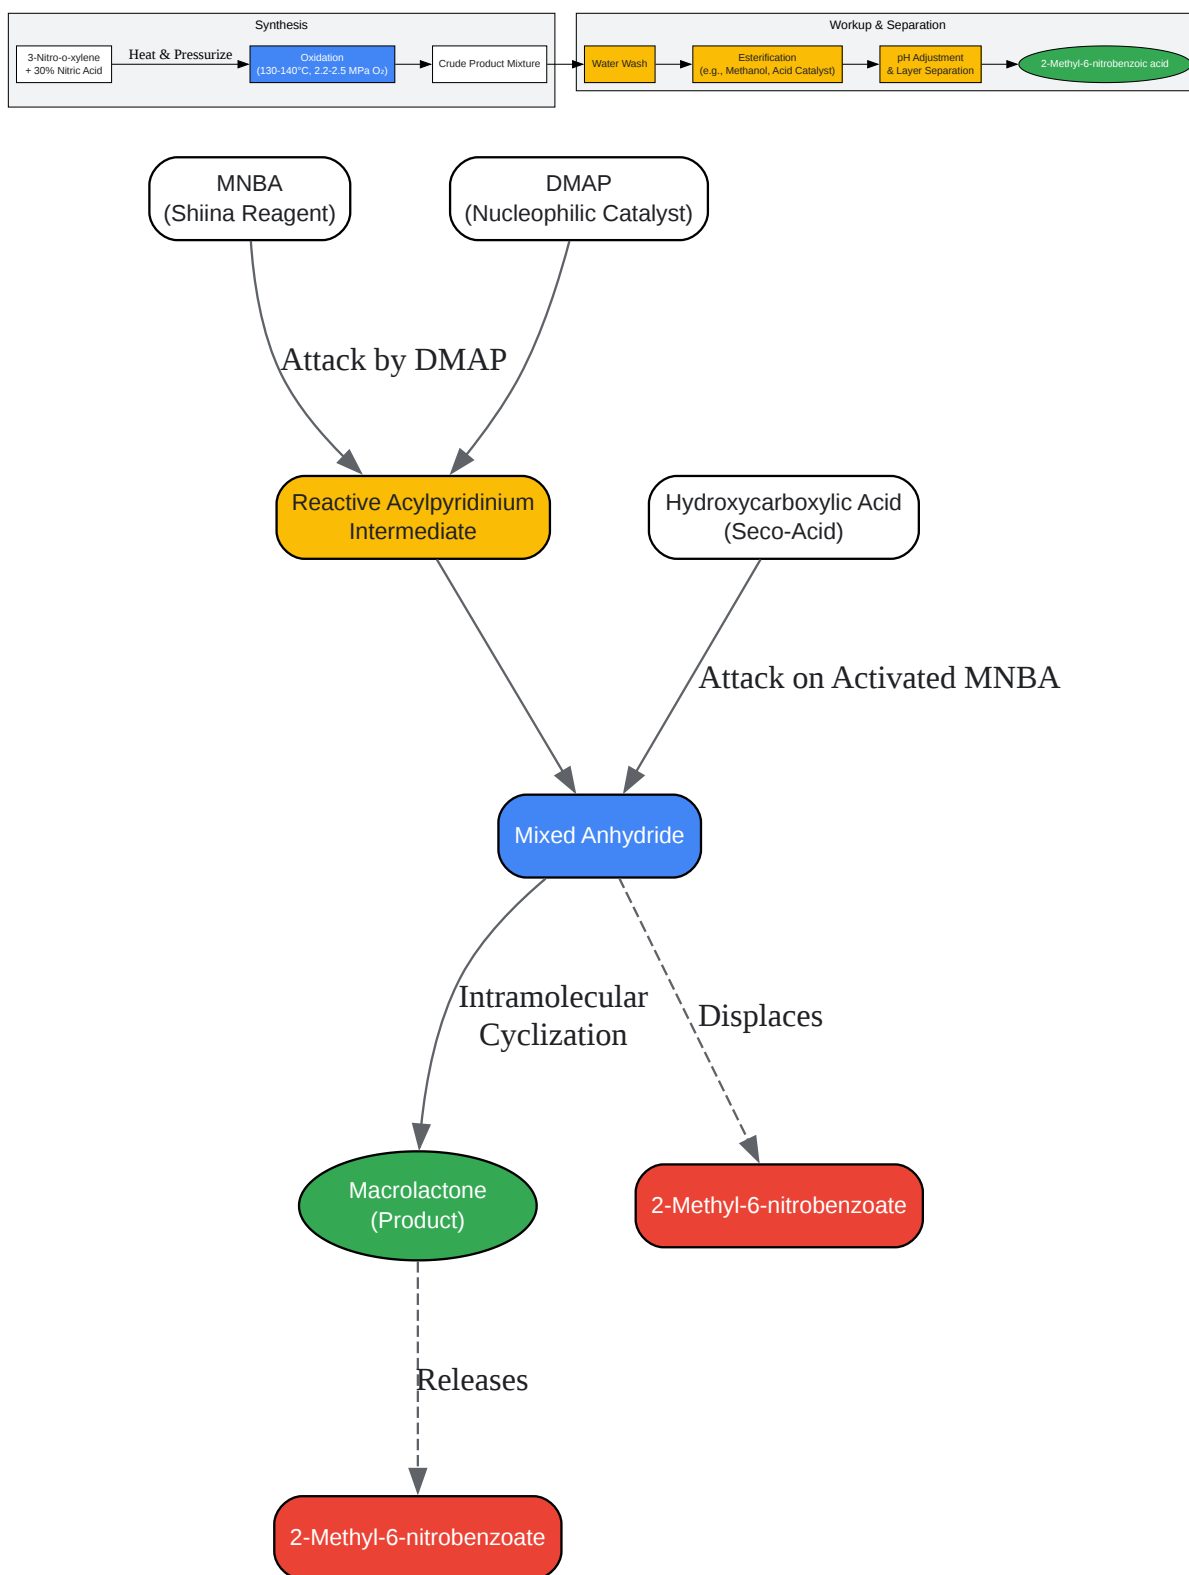 Synthesis
Workup & Separation
3-Nitro-o-xylene
+ 30% Nitric Acid
Heat & Pressurize
Oxidation
(130-140°C, 2.2-2.5 MPa O₂)
Crude Product Mixture
Water Wash
Esterification
(e.g., Methanol, Acid Catalyst)
pH Adjustment
& Layer Separation
2-Methyl-6-nitrobenzoic acid
MNBA
(Shiina Reagent)
DMAP
(Nucleophilic Catalyst)
Attack by DMAP
Reactive Acylpyridinium
Intermediate
Hydroxycarboxylic Acid
(Seco-Acid)
Attack on Activated MNBA
Mixed Anhydride
Intramolecular
Cyclization
Displaces
Macrolactone
(Product)
2-Methyl-6-nitrobenzoate
Releases
2-Methyl-6-nitrobenzoate